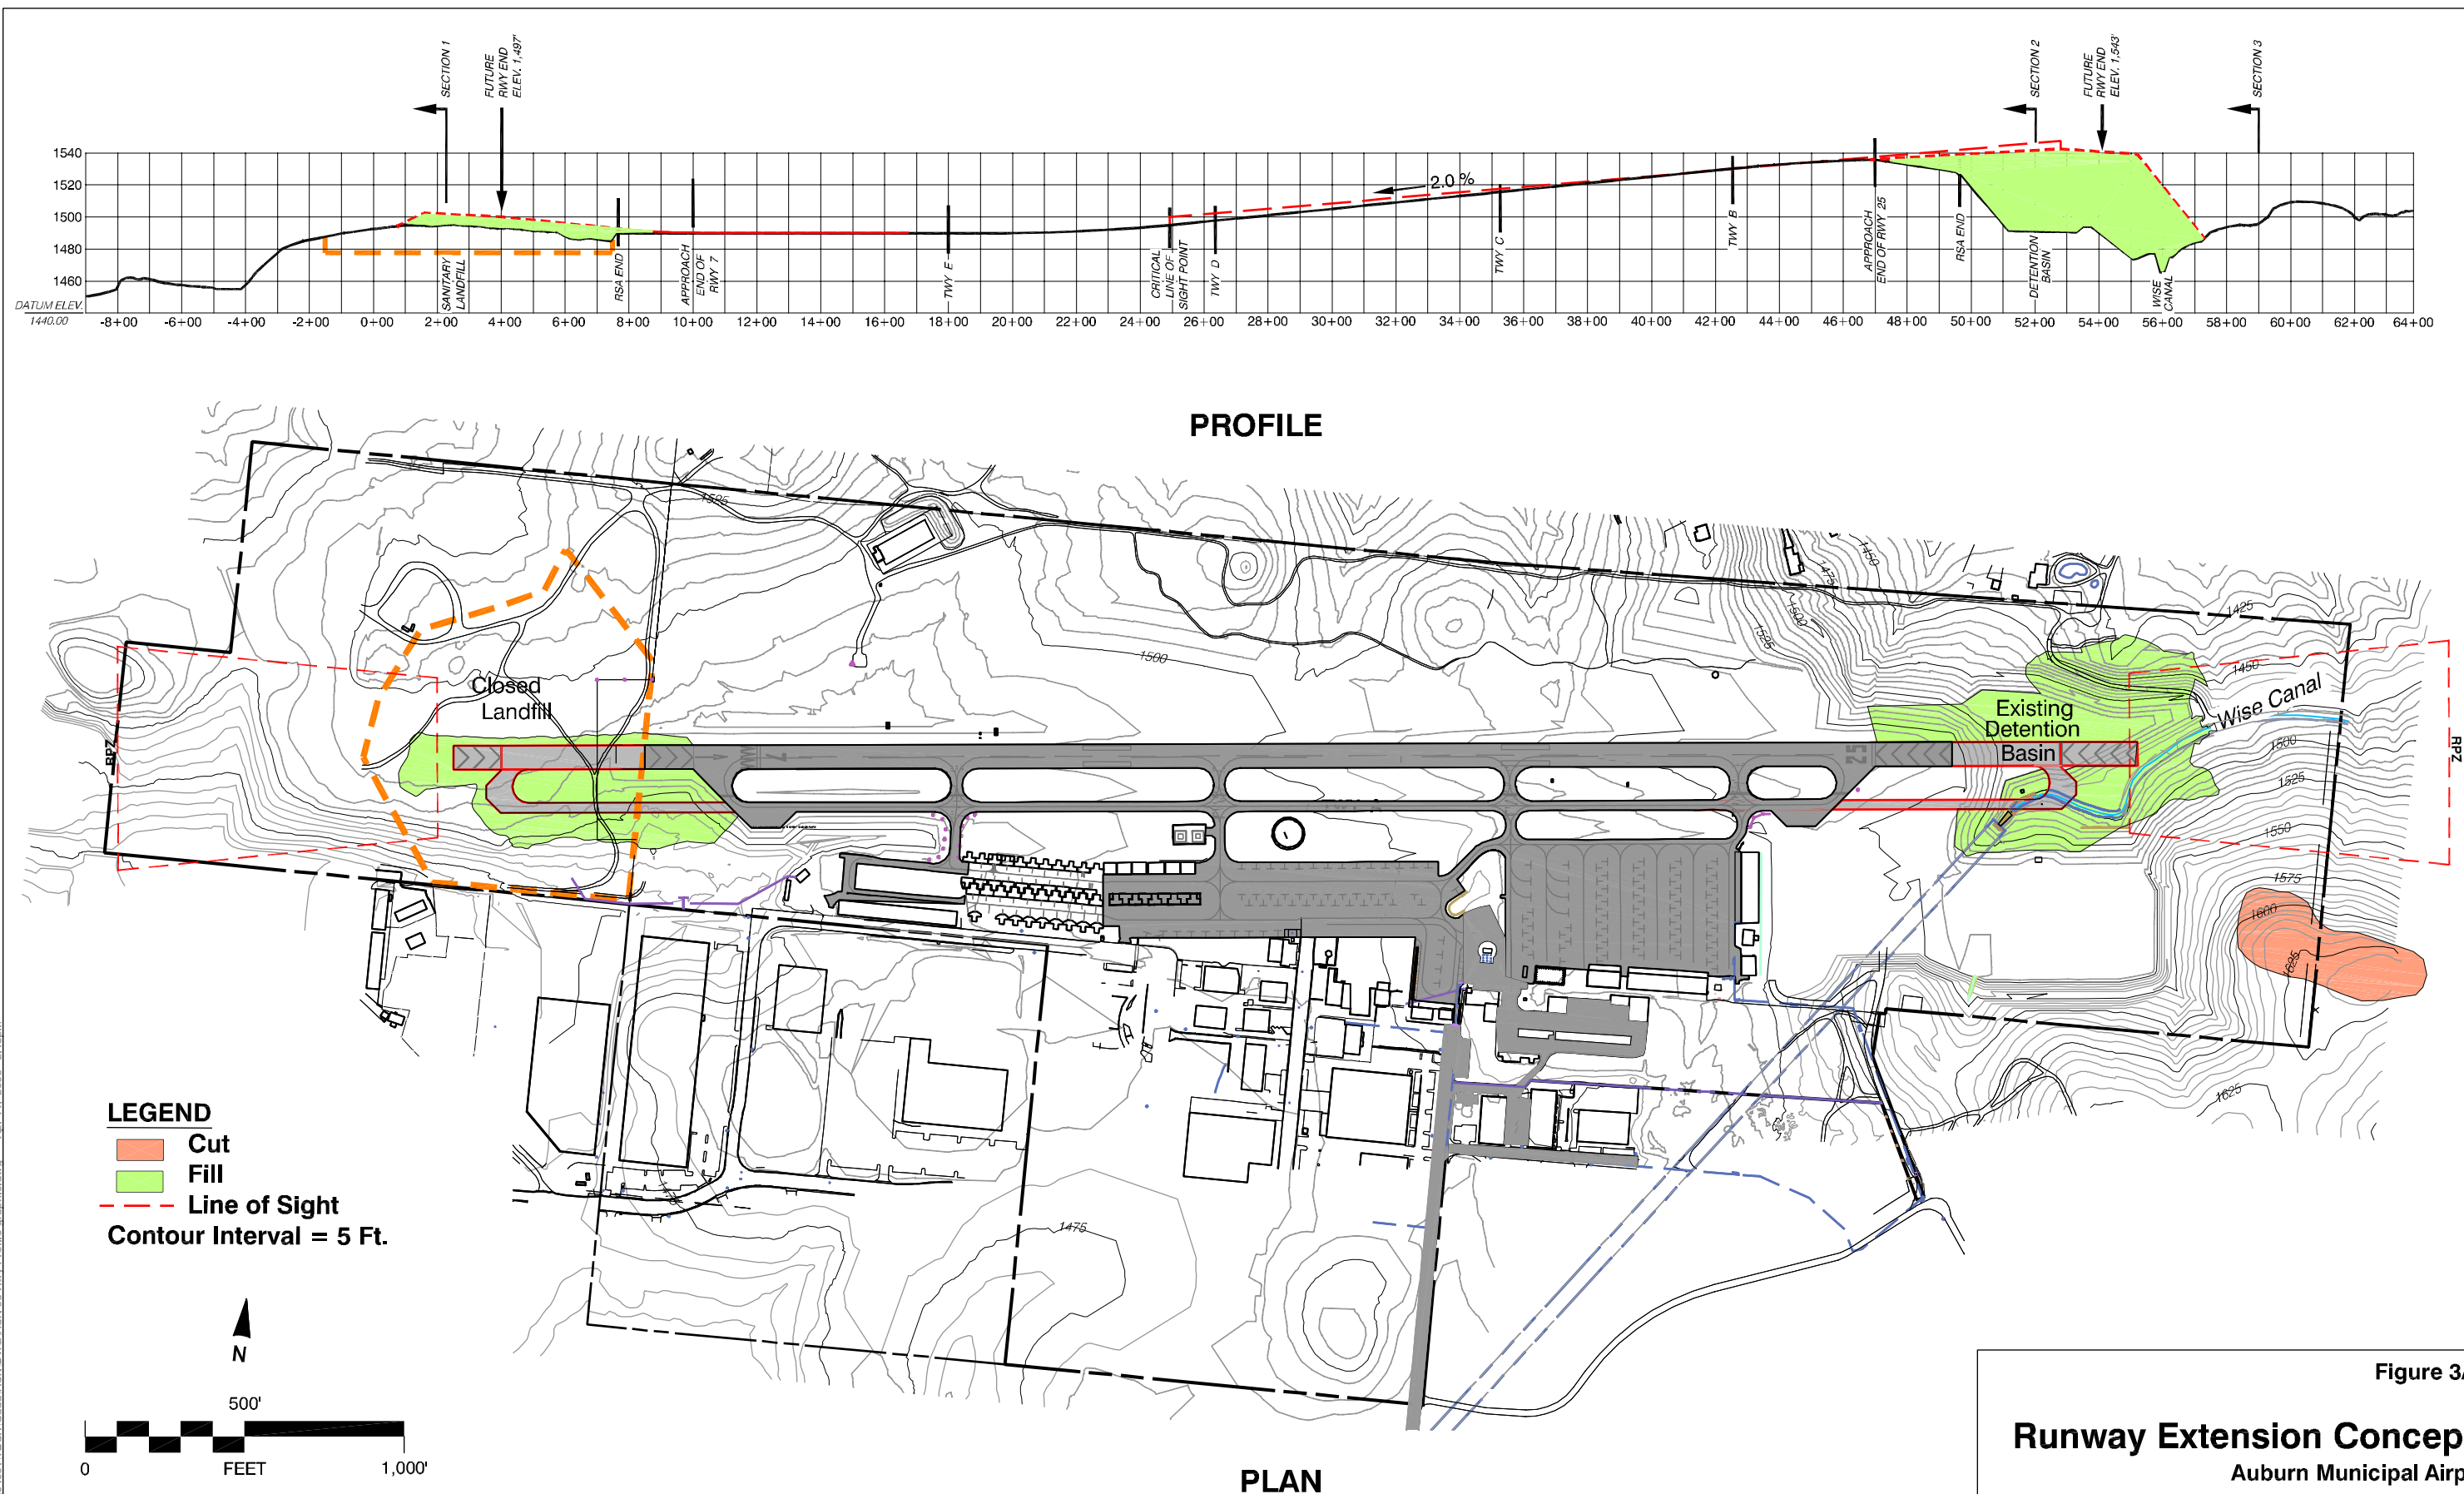 SECTION 1
FUTURE
RWY END
ELEV. 1,497'
SECTION 2
FUTURE
RWY END
ELEV. 1,543'
SECTION 3
1540
1520
1500
1480
1460
DATUM ELEV.
1440.00
2.0 %
SANITARY
LANDFILL
RSA END
APPROACH
END OF
RWY 7
TWY E
CRITICAL
LINE OF
SIGHT POINT
TWY D
TWY C
TWY B
APPROACH
END OF RWY 25
RSA END
DETENTION
BASIN
WISE
CANAL
-8+00 -6+00 -4+00 -2+00 0+00 2+00 4+00 6+00 8+00 10+00 12+00 14+00 16+00 18+00 20+00 22+00 24+00 26+00 28+00 30+00 32+00 34+00 36+00 38+00 40+00 42+00 44+00 46+00 48+00 50+00 52+00 54+00 56+00 58+00 60+00 62+00 64+00
PROFILE
1525
1450
1475
1500
1525
1425
1500
1450
Closed
Landfill
Existing
Detention
Basin
Wise Canal
RPZ
RPZ
7
25
1500
1525
1550
1575
1600
1625
1625
T
1475
LEGEND
Cut
Fill
Line of Sight
Contour Interval = 5 Ft.
N
500'
0
FEET
1,000'
PLAN
Figure 3
Runway Extension Concep
Auburn Municipal Airp